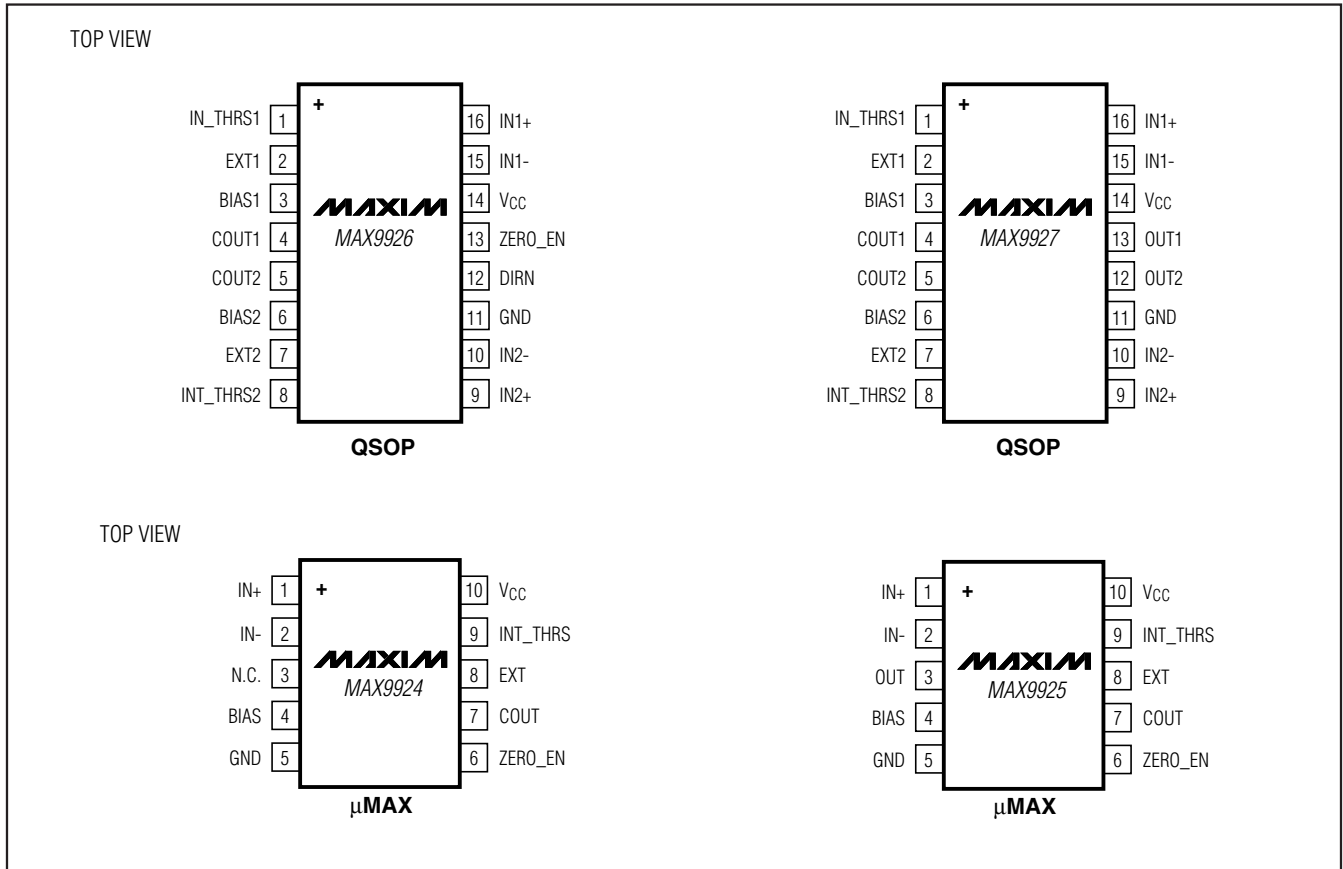 TOP VIEW
+
IN_THRS1 1 16 IN1+
EXT1 2 15 IN1-
BIAS1 3 14 VCC
MAXIM
COUT1 4 13 ZERO_EN
MAX9926
COUT2 5 12 DIRN
BIAS2 6 11 GND
EXT2 7 10 IN2-
INT_THRS2 8 9 IN2+
QSOP
+
IN_THRS1 1 16 IN1+
EXT1 2 15 IN1-
BIAS1 3 14 VCC
MAXIM
COUT1 4 13 OUT1
MAX9927
COUT2 5 12 OUT2
BIAS2 6 11 GND
EXT2 7 10 IN2-
INT_THRS2 8 9 IN2+
QSOP
TOP VIEW
+
IN+ 1 10 VCC
IN- 2 9 INT_THRS
MAXIM
N.C. 3 8 EXT
MAX9924
BIAS 4 7 COUT
GND 5 6 ZERO_EN
μMAX
+
IN+ 1 10 VCC
IN- 2 9 INT_THRS
MAXIM
OUT 3 8 EXT
MAX9925
BIAS 4 7 COUT
GND 5 6 ZERO_EN
μMAX